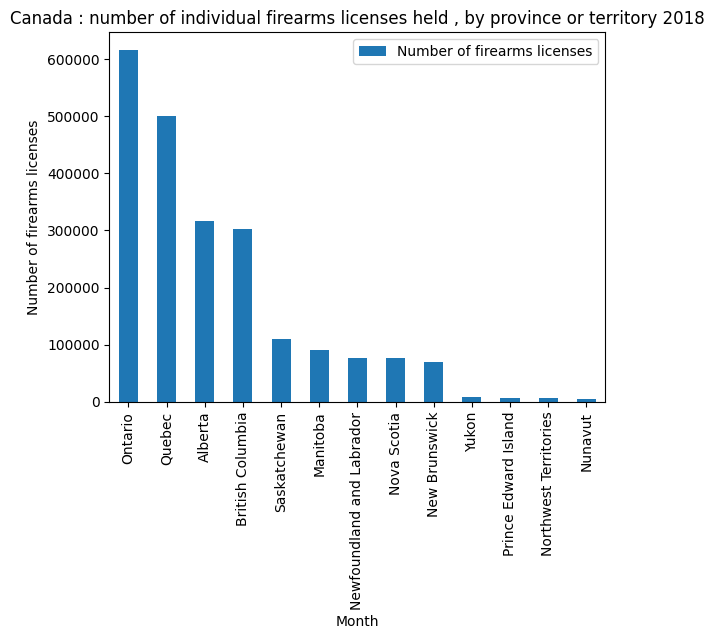 Canada : number of individual firearms licenses held , by province or territory 2018
Number of firearms licenses
Number of firearms licenses
600000
500000
400000
300000
200000
100000
0
Ontario
Quebec
Alberta
British Columbia
Saskatchewan
Manitoba
Newfoundland and Labrador
Nova Scotia
New Brunswick
Yukon
Prince Edward Island
Northwest Territories
Nunavut
Month